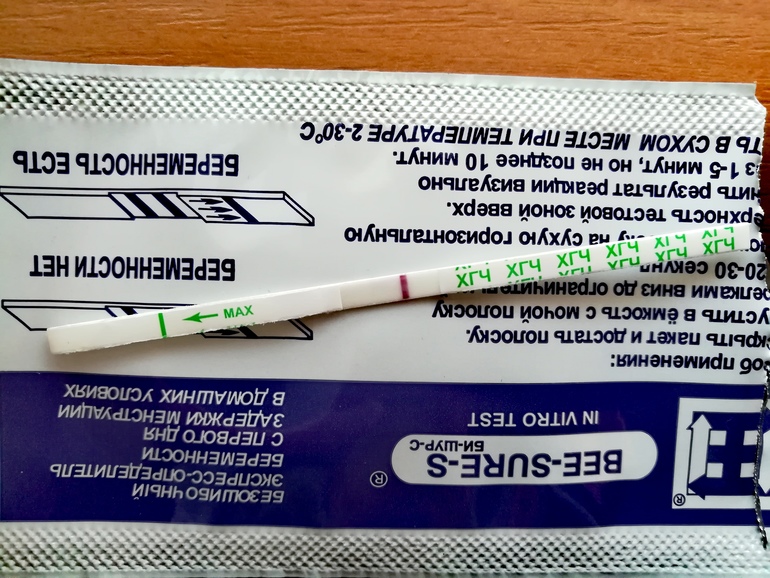 BEE-SURE-S
БИ-ШУР-С
IN VITRO TEST
БЕЗОШИБОЧНЫЙ
ЭКСПРЕСС-ОПРЕДЕЛИТЕЛЬ
БЕРЕМЕННОСТИ
С ПЕРВОГО ДНЯ
ЗАДЕРЖКИ МЕНСТРУАЦИИ
В ДОМАШНИХ УСЛОВИЯХ
об применения:
крыть пакет и достать полоску.
устить в ёмкость с мочой полоску
релками вниз до
20-30 секунд
на сухую горизонтальную
ерхность тестовой зоной вверх.
нить результат реакции визуально
з 1-5 минут, но не позднее 10 минут.
ТЬ В СУХОМ МЕСТЕ ПРИ ТЕМПЕРАТУРЕ 2-30°C
БЕРЕМЕННОСТИ НЕТ
БЕРЕМЕННОСТЬ ЕСТЬ
MAX
ХГЧ ХГЧ ХГЧ ХГЧ ХГЧ ХГЧ